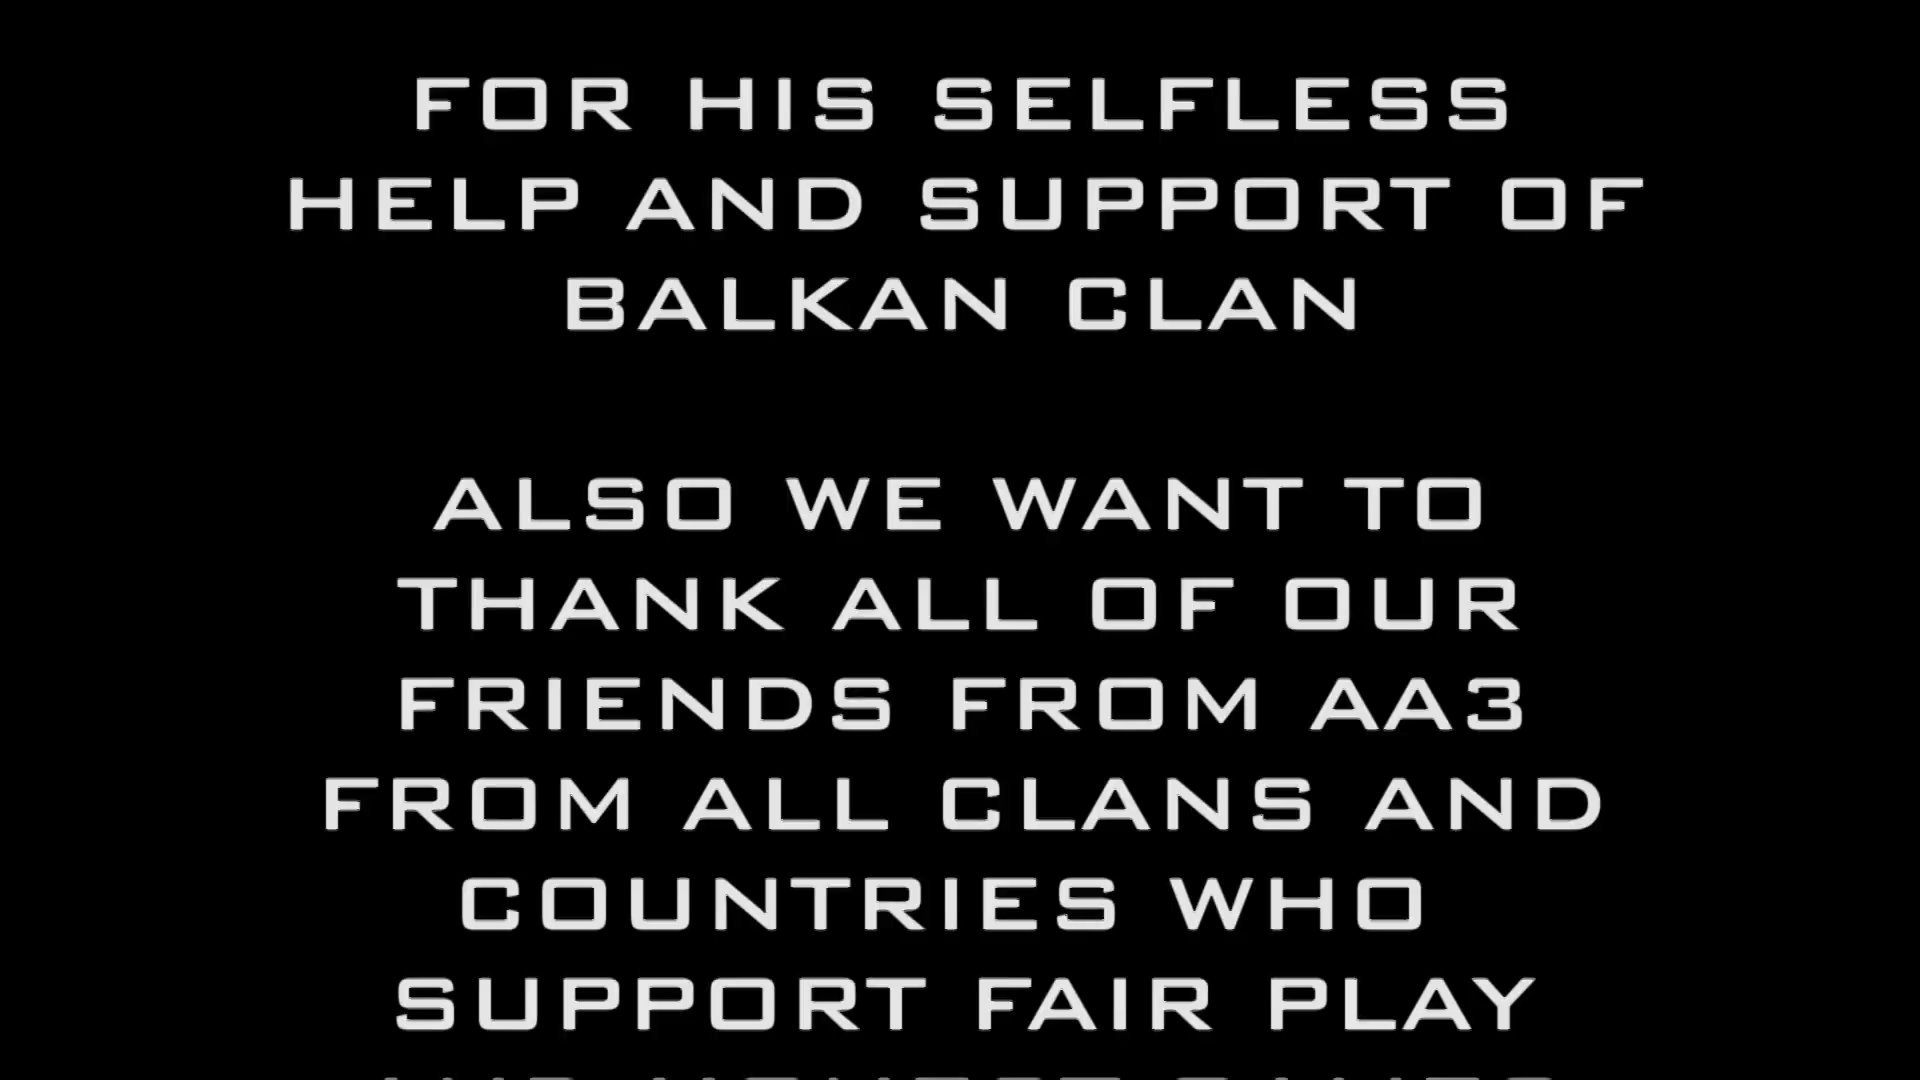 FOR HIS SELFLESS
HELP AND SUPPORT OF
BALKAN CLAN
ALSO WE WANT TO
THANK ALL OF OUR
FRIENDS FROM AA3
FROM ALL CLANS AND
COUNTRIES WHO
SUPPORT FAIR PLAY